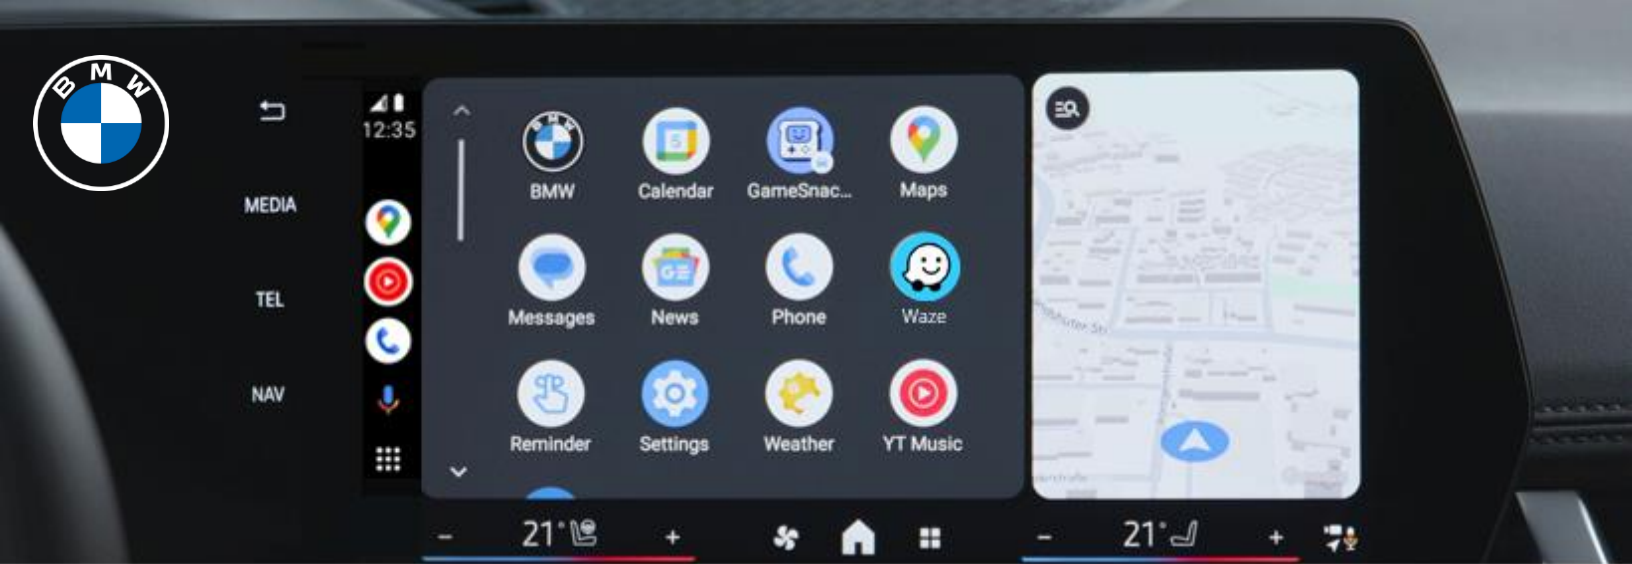 BMW
MEDIA
TEL
NAV
12:35
BMW
Calendar
GameSnac...
Maps
Messages
News
Phone
Waze
Reminder
Settings
Weather
YT Music
- 21° +
- 21° +